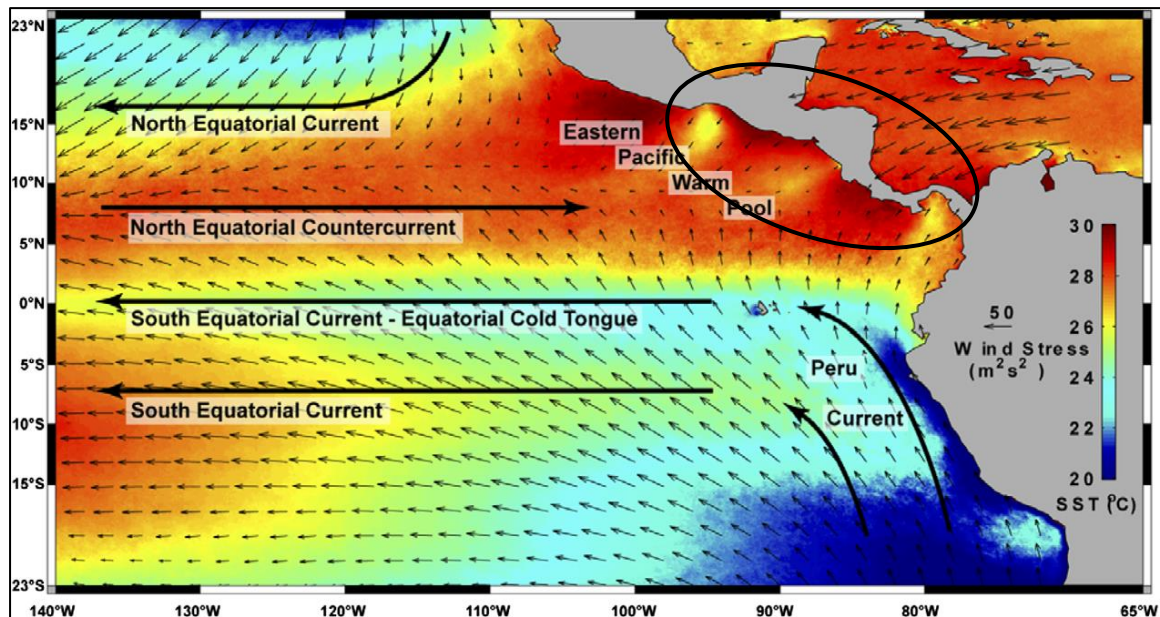 23°N
15°N
10°N
5°N
0°N
5°S
10°S
15°S
23°S
North Equatorial Current
Eastern
Pacific
Warm
Pool
North Equatorial Countercurrent
South Equatorial Current - Equatorial Cold Tongue
South Equatorial Current
Peru
Current
50
Wind Stress
(m²s²)
30
28
26
24
22
20
SST (°C)
140°W
130°W
120°W
110°W
100°W
90°W
80°W
65°W